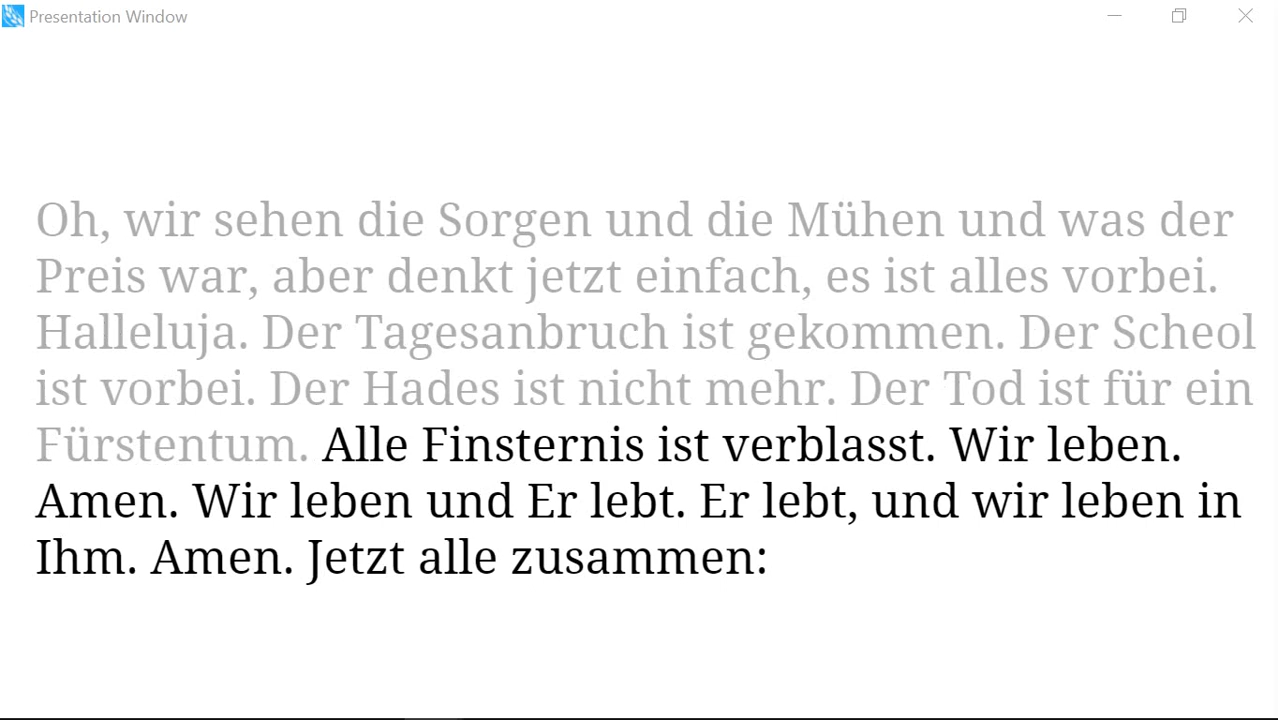 Presentation Window
Oh, wir sehen die Sorgen und die Mühen und was der
Preis war, aber denkt jetzt einfach, es ist alles vorbei.
Halleluja. Der Tagesanbruch ist gekommen. Der Scheol
ist vorbei. Der Hades ist nicht mehr. Der Tod ist für ein
Fürstentum. Alle Finsternis ist verblasst. Wir leben.
Amen. Wir leben und Er lebt. Er lebt, und wir leben in
Ihm. Amen. Jetzt alle zusammen: